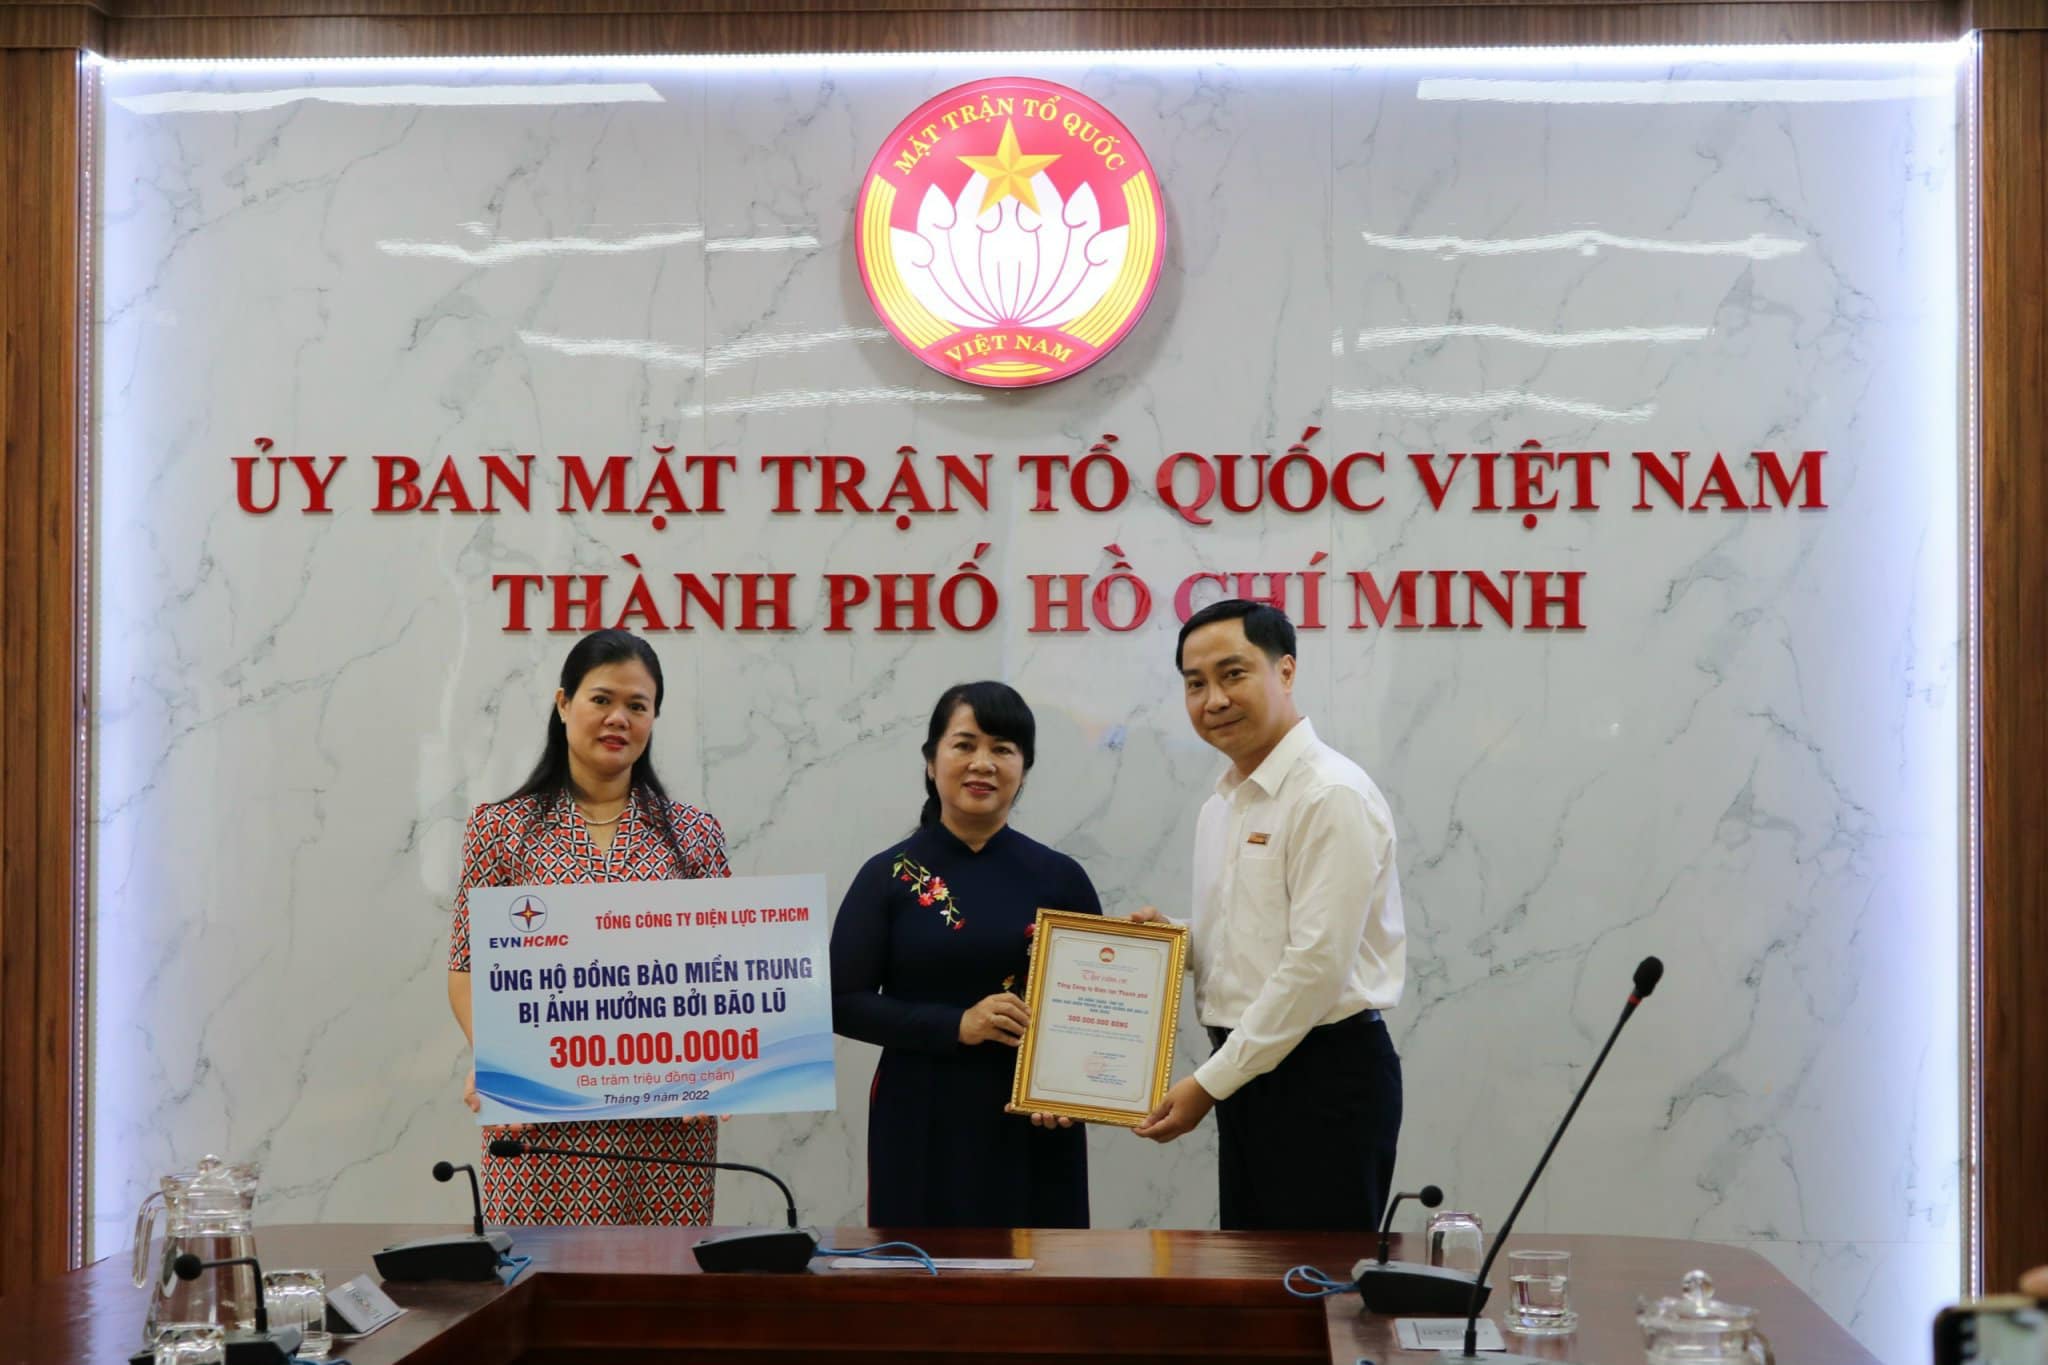 MẶT TRẬN TỔ QUỐC
VIỆT NAM
ỦY BAN MẶT TRẬN TỔ QUỐC VIỆT NAM
THÀNH PHỐ HỒ CHÍ MINH
EVNHCMC
TỔNG CÔNG TY ĐIỆN LỰC TP.HCM
ỦNG HỘ ĐỒNG BÀO MIỀN TRUNG
BỊ ẢNH HƯỞNG BỞI BÃO LŨ
300.000.000đ
(Ba trăm triệu đồng chẵn)
Tháng 9 năm 2022
Tổng Công ty Điện lực Thành phố
300.000.000 ĐỒNG